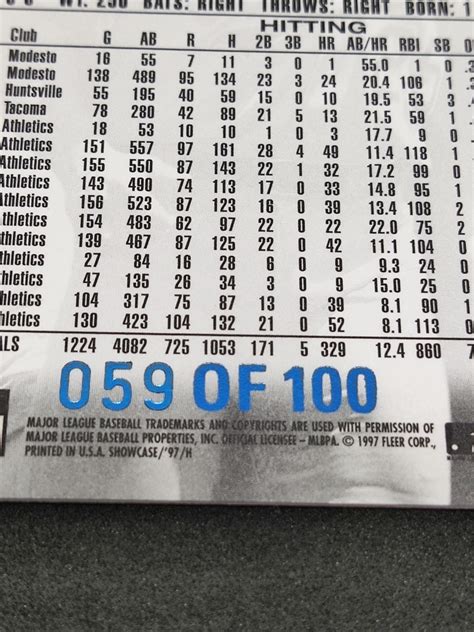 WT. 250 BATS: RIGHT THROWS: RIGHT BORN:
HITTING
Club G AB R H 2B 3B HR AB/HR RBI SB
Modesto 16 55 7 11 3 0 1 55.0 1 0
Modesto 138 489 95 134 23 3 24 20.4 106 1
Huntsville 55 195 40 59 15 0 10 19.5 53 3
Tacoma 78 280 42 89 21 5 13 21.5 59 1
Athletics 18 53 10 10 1 0 3 17.7 9 0
Athletics 151 557 97 161 28 4 49 11.4 118 1
Athletics 155 550 87 143 22 1 32 17.2 99 0
Athletics 143 490 74 113 17 0 33 14.8 95 1
Athletics 156 523 87 123 16 0 39 13.4 108 2
thletics 154 483 62 97 22 0 22 22.0 75 2
thletics 139 467 87 125 22 0 42 11.1 104 0
hletics 27 84 16 28 6 0 9 9.3 24 0
hletics 47 135 26 34 3 0 9 15.0 25 0
hletics 104 317 75 87 13 0 39 8.1 90 1
hletics 130 423 104 132 21 0 52 8.1 113 0
ALS 1224 4082 725 1053 171 5 329 12.4 860
059 OF 100
MAJOR LEAGUE BASEBALL TRADEMARKS AND COPYRIGHTS ARE USED WITH PERMISSION OF
MAJOR LEAGUE BASEBALL PROPERTIES, INC. OFFICIAL LICENSEE – MLBPA. © 1997 FLEER CORP.,
PRINTED IN U.S.A. SHOWCASE/'97/H